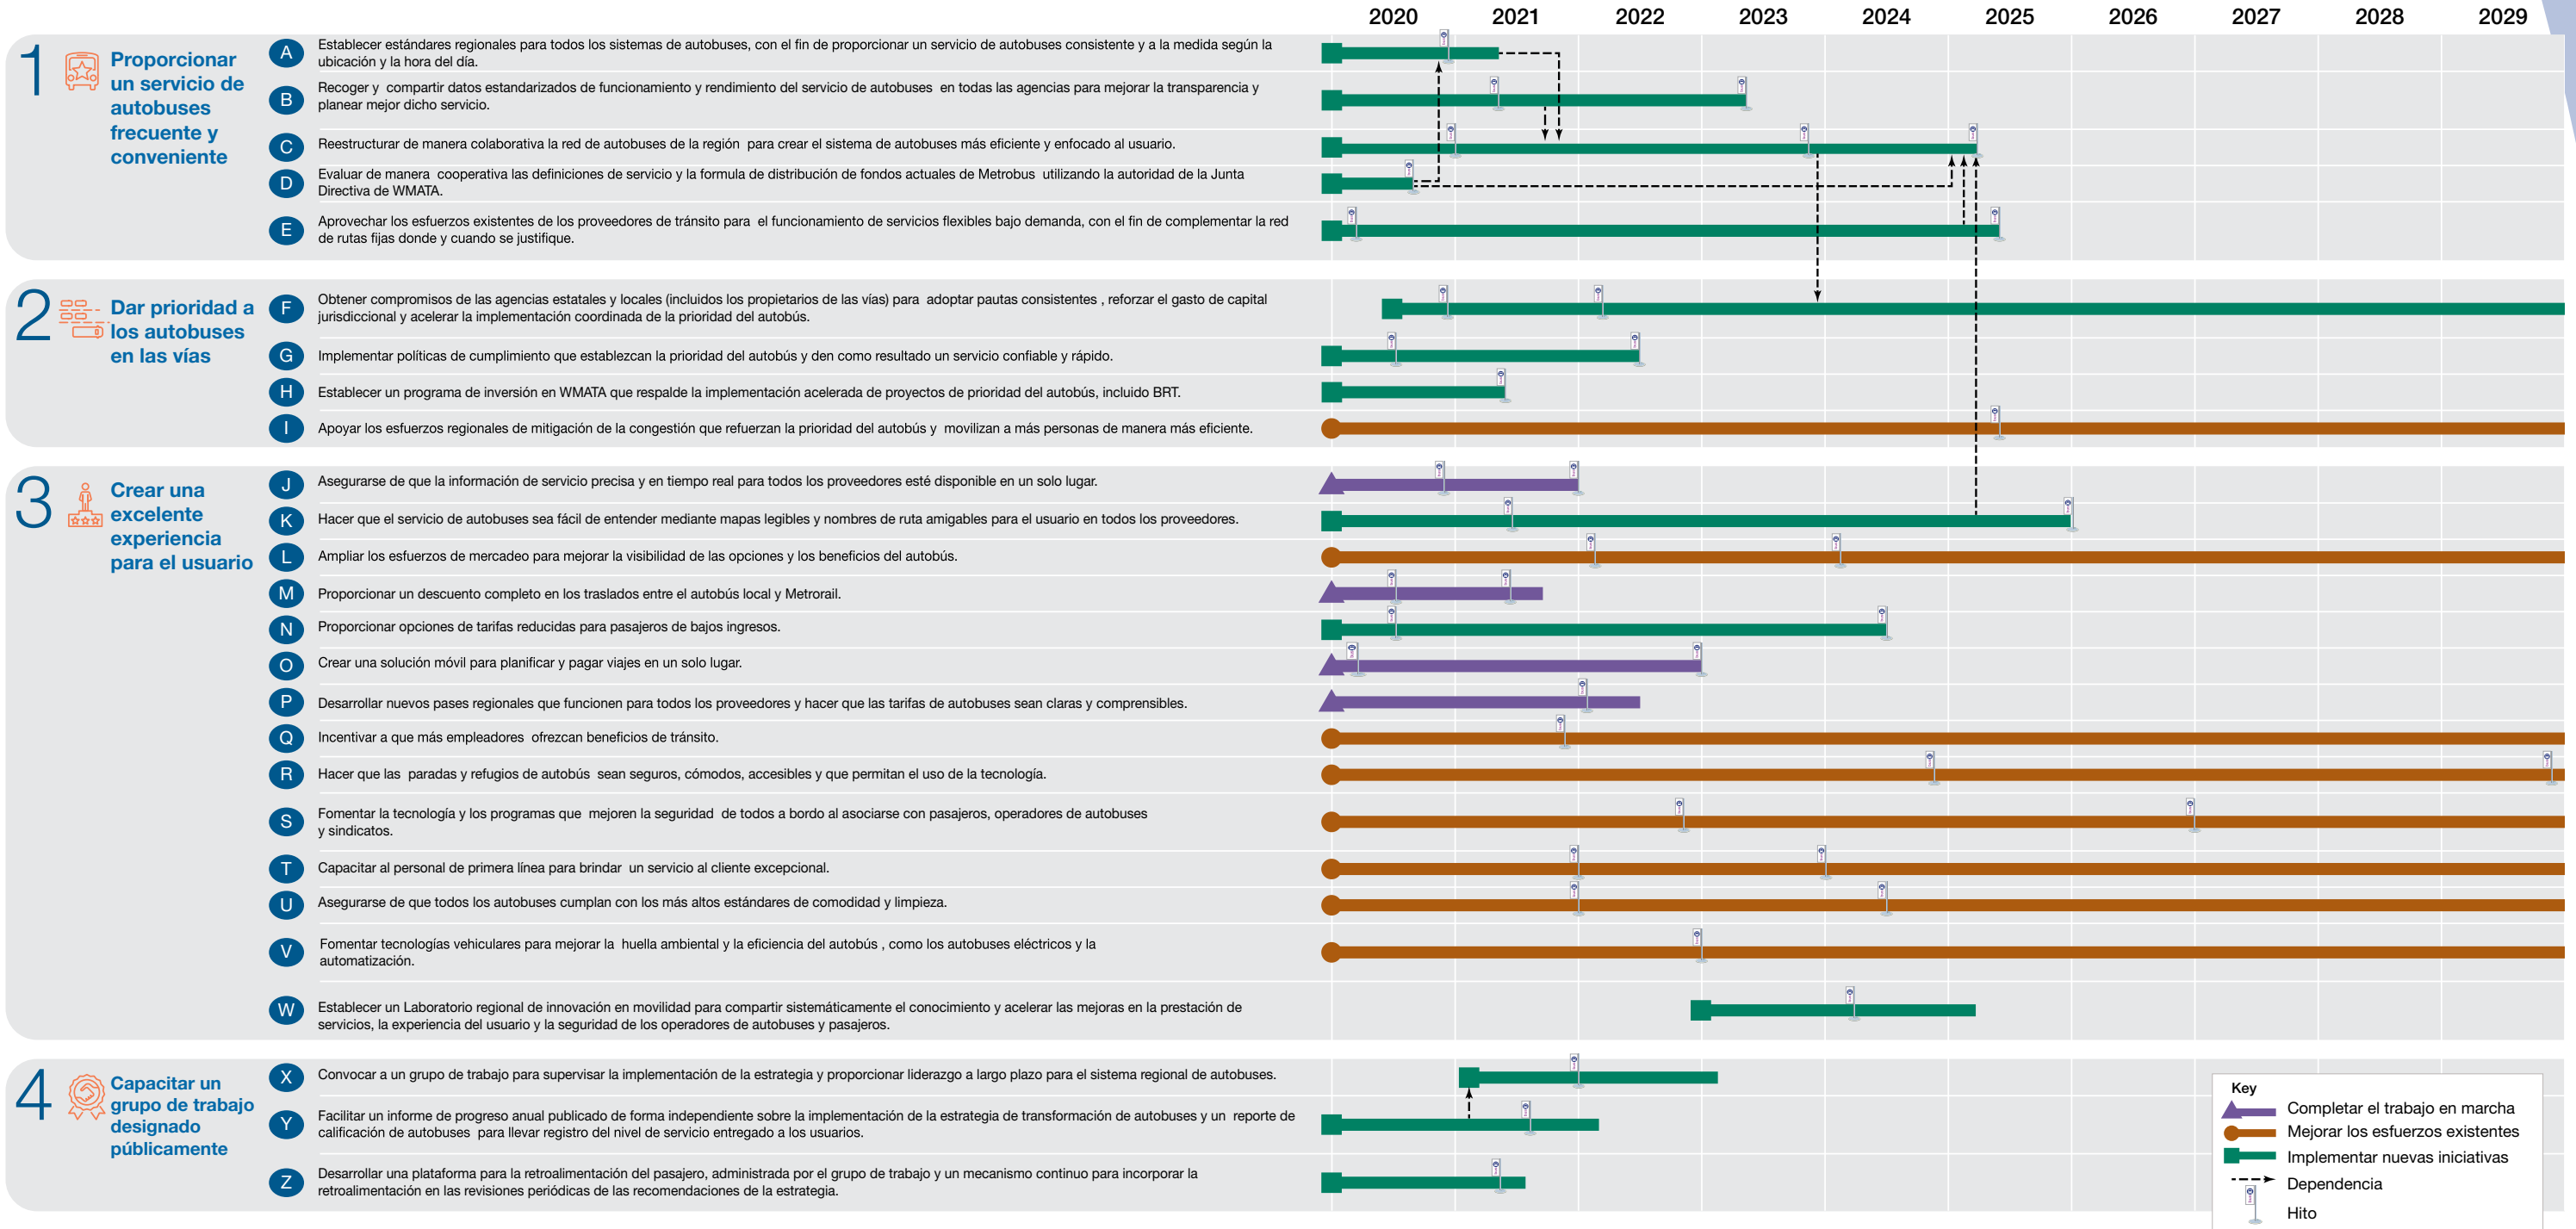 2020 2021 2022 2023 2024 2025 2026 2027 2028 2029
1
Proporcionar
un servicio de
autobuses
frecuente y
conveniente
A
Establecer estándares regionales para todos los sistemas de autobuses, con el fin de proporcionar un servicio de autobuses consistente y a la medida según la
ubicación y la hora del día.
B
Recoger y compartir datos estandarizados de funcionamiento y rendimiento del servicio de autobuses en todas las agencias para mejorar la transparencia y
planear mejor dicho servicio.
C
Reestructurar de manera colaborativa la red de autobuses de la región para crear el sistema de autobuses más eficiente y enfocado al usuario.
D
Evaluar de manera cooperativa las definiciones de servicio y la formula de distribución de fondos actuales de Metrobus utilizando la autoridad de la Junta
Directiva de WMATA.
E
Aprovechar los esfuerzos existentes de los proveedores de tránsito para el funcionamiento de servicios flexibles bajo demanda, con el fin de complementar la red
de rutas fijas donde y cuando se justifique.
2
Dar prioridad a
los autobuses
en las vías
F
Obtener compromisos de las agencias estatales y locales (incluidos los propietarios de las vías) para adoptar pautas consistentes , reforzar el gasto de capital
jurisdiccional y acelerar la implementación coordinada de la prioridad del autobús.
G
Implementar políticas de cumplimiento que establezcan la prioridad del autobús y den como resultado un servicio confiable y rápido.
H
Establecer un programa de inversión en WMATA que respalde la implementación acelerada de proyectos de prioridad del autobús, incluido BRT.
I
Apoyar los esfuerzos regionales de mitigación de la congestión que refuerzan la prioridad del autobús y movilizan a más personas de manera más eficiente.
3
Crear una
excelente
experiencia
para el usuario
J
Asegurarse de que la información de servicio precisa y en tiempo real para todos los proveedores esté disponible en un solo lugar.
K
Hacer que el servicio de autobuses sea fácil de entender mediante mapas legibles y nombres de ruta amigables para el usuario en todos los proveedores.
L
Ampliar los esfuerzos de mercadeo para mejorar la visibilidad de las opciones y los beneficios del autobús.
M
Proporcionar un descuento completo en los traslados entre el autobús local y Metrorail.
N
Proporcionar opciones de tarifas reducidas para pasajeros de bajos ingresos.
O
Crear una solución móvil para planificar y pagar viajes en un solo lugar.
P
Desarrollar nuevos pases regionales que funcionen para todos los proveedores y hacer que las tarifas de autobuses sean claras y comprensibles.
Q
Incentivar a que más empleadores ofrezcan beneficios de tránsito.
R
Hacer que las paradas y refugios de autobús sean seguros, cómodos, accesibles y que permitan el uso de la tecnología.
S
Fomentar la tecnología y los programas que mejoren la seguridad de todos a bordo al asociarse con pasajeros, operadores de autobuses
y sindicatos.
T
Capacitar al personal de primera línea para brindar un servicio al cliente excepcional.
U
Asegurarse de que todos los autobuses cumplan con los más altos estándares de comodidad y limpieza.
V
Fomentar tecnologías vehiculares para mejorar la huella ambiental y la eficiencia del autobús , como los autobuses eléctricos y la
automatización.
W
Establecer un Laboratorio regional de innovación en movilidad para compartir sistemáticamente el conocimiento y acelerar las mejoras en la prestación de
servicios, la experiencia del usuario y la seguridad de los operadores de autobuses y pasajeros.
4
Capacitar un
grupo de trabajo
designado
públicamente
X
Convocar a un grupo de trabajo para supervisar la implementación de la estrategia y proporcionar liderazgo a largo plazo para el sistema regional de autobuses.
Y
Facilitar un informe de progreso anual publicado de forma independiente sobre la implementación de la estrategia de transformación de autobuses y un reporte de
calificación de autobuses para llevar registro del nivel de servicio entregado a los usuarios.
Z
Desarrollar una plataforma para la retroalimentación del pasajero, administrada por el grupo de trabajo y un mecanismo continuo para incorporar la
retroalimentación en las revisiones periódicas de las recomendaciones de la estrategia.
Key
Completar el trabajo en marcha
Mejorar los esfuerzos existentes
Implementar nuevas iniciativas
Dependencia
Hito